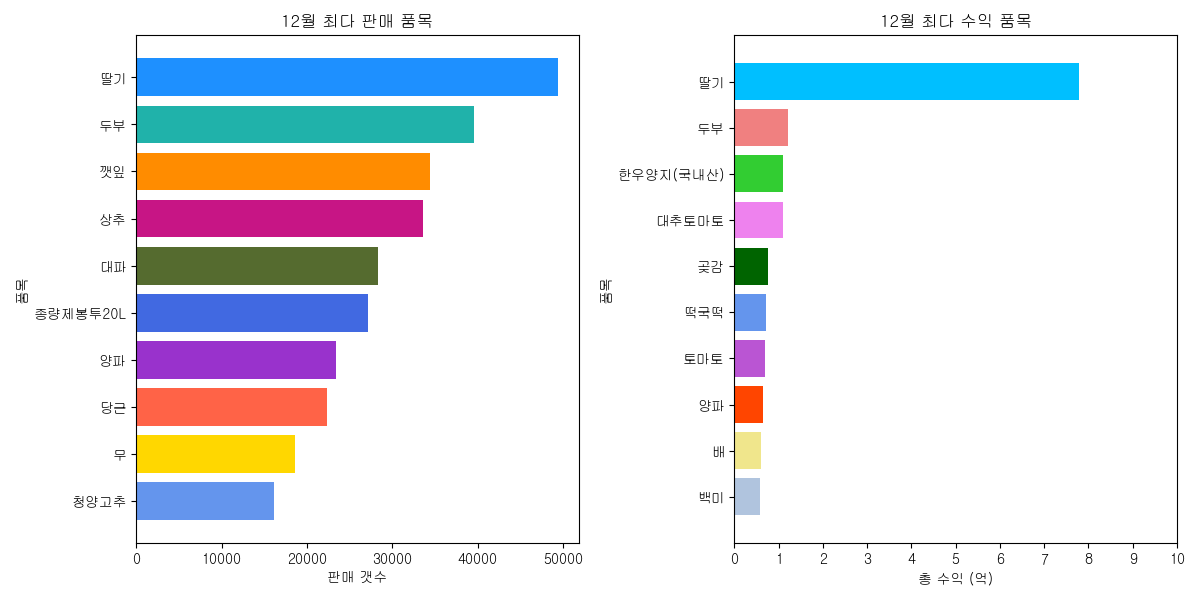 12월 최다 판매 품목
품목
딸기
두부
깻잎
상추
대파
종량제봉투20L
양파
당근
무
청양고추
0 10000 20000 30000 40000 50000
판매 갯수
12월 최다 수익 품목
품목
딸기
두부
한우양지(국내산)
대추토마토
곶감
떡국떡
토마토
양파
배
백미
0 1 2 3 4 5 6 7 8 9 10
총 수익 (억)